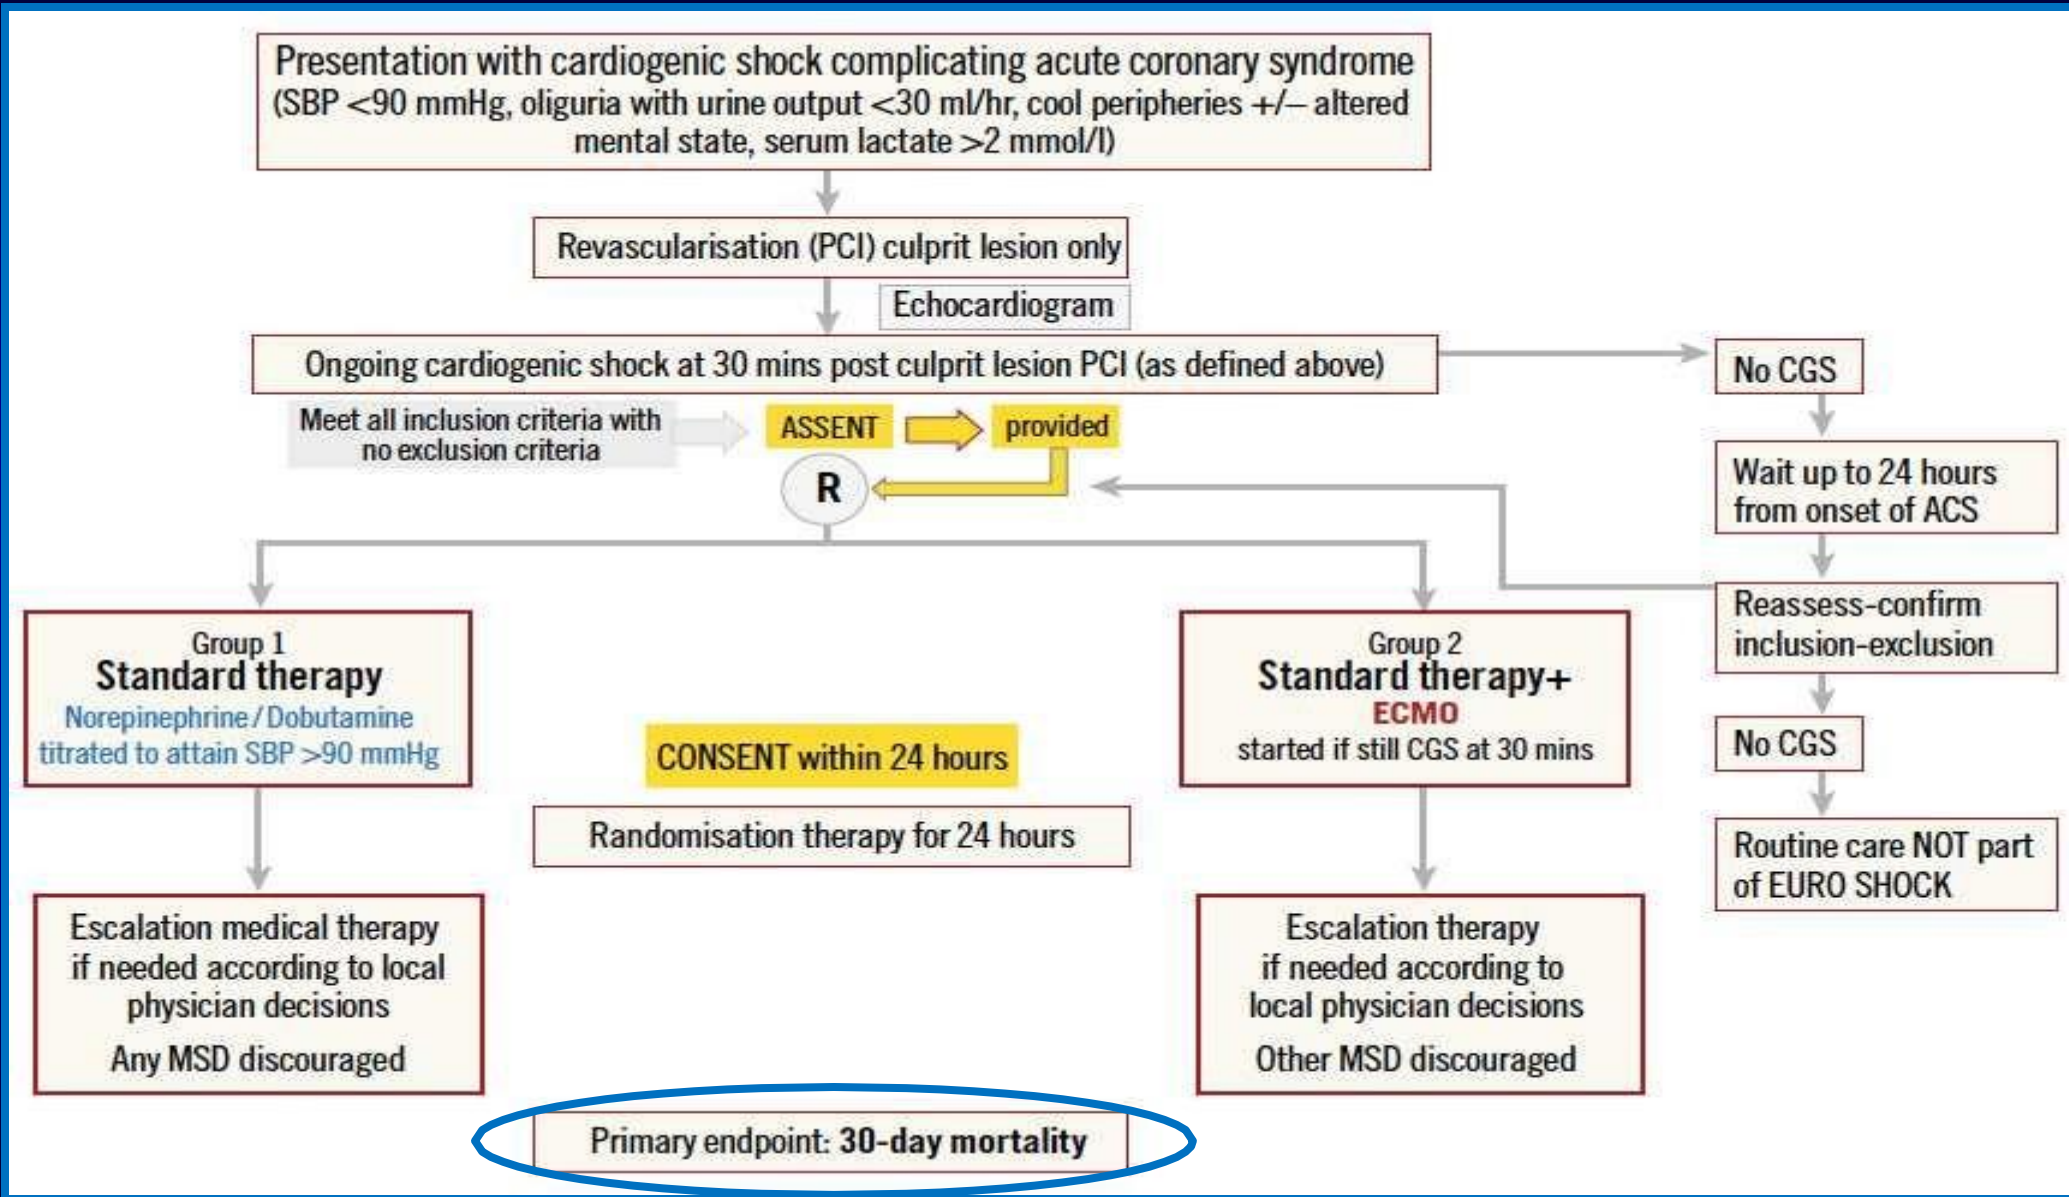 Presentation with cardiogenic shock complicating acute coronary syndrome
(SBP <90 mmHg, oliguria with urine output <30 ml/hr, cool peripheries +/– altered
mental state, serum lactate >2 mmol/l)
Revascularisation (PCI) culprit lesion only
Echocardiogram
Ongoing cardiogenic shock at 30 mins post culprit lesion PCI (as defined above)
No CGS
Meet all inclusion criteria with
no exclusion criteria
ASSENT
provided
R
Wait up to 24 hours
from onset of ACS
Reassess-confirm
inclusion-exclusion
No CGS
Routine care NOT part
of EURO SHOCK
Group 1
Standard therapy
Norepinephrine/Dobutamine
titrated to attain SBP >90 mmHg
Group 2
Standard therapy+
ECMO
started if still CGS at 30 mins
CONSENT within 24 hours
Randomisation therapy for 24 hours
Escalation medical therapy
if needed according to local
physician decisions
Any MSD discouraged
Escalation therapy
if needed according to
local physician decisions
Other MSD discouraged
Primary endpoint: 30-day mortality